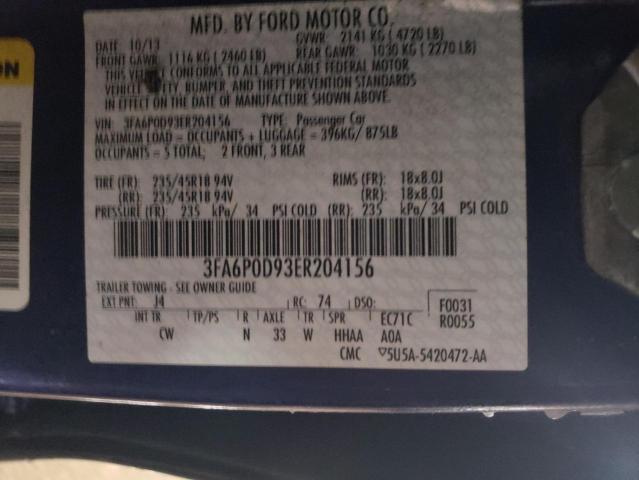 MFD. BY FORD MOTOR CO.
DATE 10/13 GVWR: 2141 KG ( 4720 LB)
FRONT GAWR: 1116 KG ( 2460 LB) REAR GAWR: 1030 KG ( 2270 LB)
THIS VEHICLE CONFORMS TO ALL APPLICABLE FEDERAL MOTOR
VEHICLE BUMPER, AND THEFT PREVENTION STANDARDS
IN EFFECT ON THE DATE OF MANUFACTURE SHOWN ABOVE.
VIN: 3FA6P0D93ER204156 TYPE: Passenger Car
MAXIMUM LOAD = OCCUPANTS + LUGGAGE = 396KG/ 875LB
OCCUPANTS = 5 TOTAL; 2 FRONT, 3 REAR
TIRE (FR): 235/45R18 94V RIMS (FR): 18x8.0J
(RR): 235/45R18 94V (RR): 18x8.0J
PRESSURE (FR): 235 kPa/ 34 PSI COLD (RR): 235 kPa/ 34 PSI COLD
3FA6P0D93ER204156
TRAILER TOWING - SEE OWNER GUIDE
EXT PNT: J4 RC: 74 DSO: F0031
INT TR TP/PS R AXLE TR SPR EC71C R0055
CW N 33 W HHAA A0A
CMC 5U5A-5420472-AA
ON